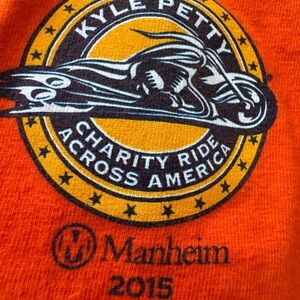 KYLE PETTY
CHARITY RIDE
ACROSS AMERICA
M Manheim
2015